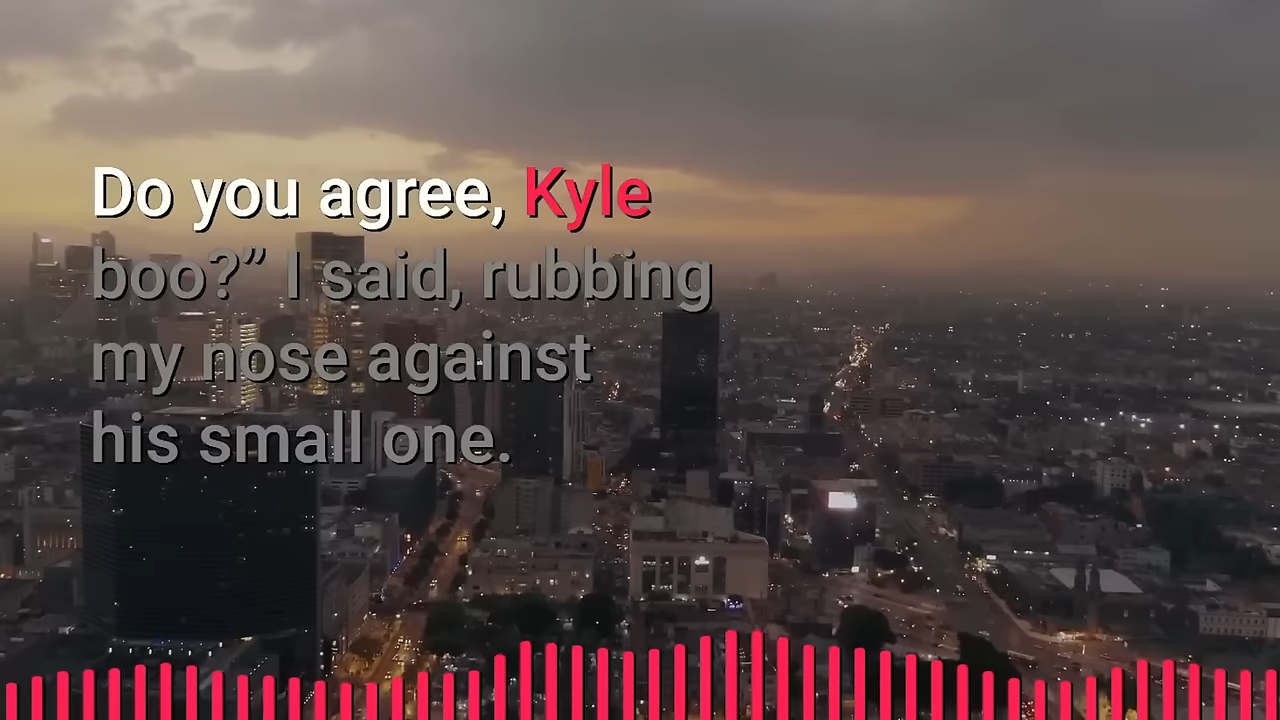 Do you agree, Kyle
boo?” I said, rubbing
my nose against
his small one.